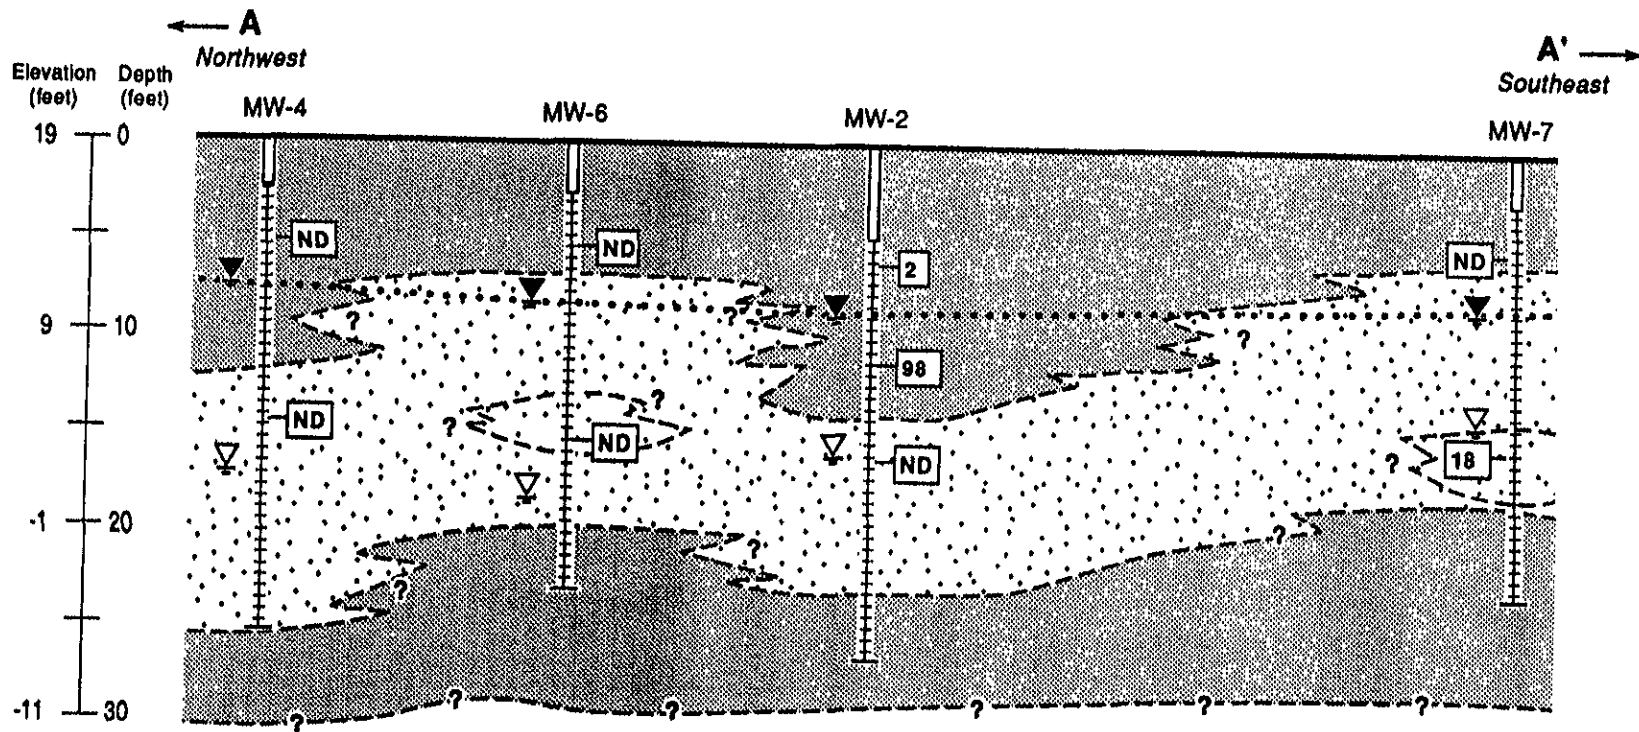 A
A'
Northwest
Southeast
Elevation (feet)
Depth (feet)
MW-4
MW-6
MW-2
MW-7
19
0
ND
ND
2
ND
9
10
?
?
?
98
?
?
ND
ND
ND
?
18
-1
20
?
?
?
-11
30
?
?
?
?
?
?